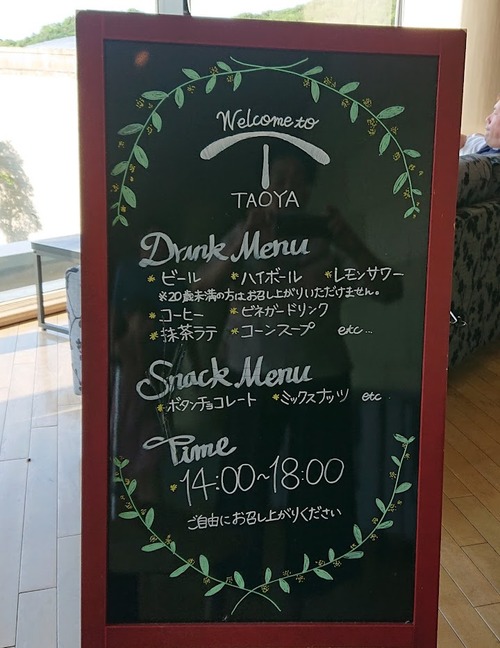 Welcome to
TAOYA
Drink Menu
* ビール * ハイボール * レモンサワー
※20歳未満の方はお召し上がりいただけません。
* コーヒー * ビネガードリンク
* 抹茶ラテ * コーンスープ etc...
Snack Menu
* ボタンチョコレート * ミックスナッツ etc
Time
* 14:00~18:00
ご自由にお召し上がりください